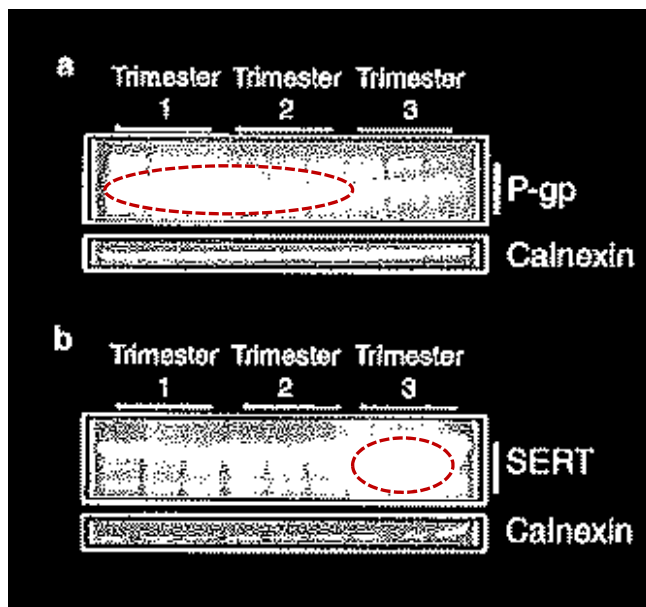 a
Trimester Trimester Trimester
1 2 3
P-gp
Calnexin
b
Trimester Trimester Trimester
1 2 3
SERT
Calnexin